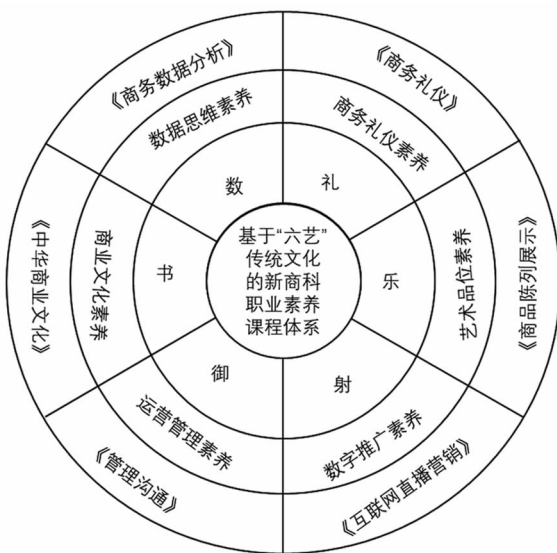 基于“六艺”
传统文化
的新商科
职业素养
课程体系
礼
乐
射
御
书
数
商务礼仪素养
艺术品位素养
数字推广素养
运营管理素养
商业文化素养
数据思维素养
《商务礼仪》
《商品陈列展示》
《互联网直播营销》
《管理沟通》
《中华商业文化》
《商务数据分析》